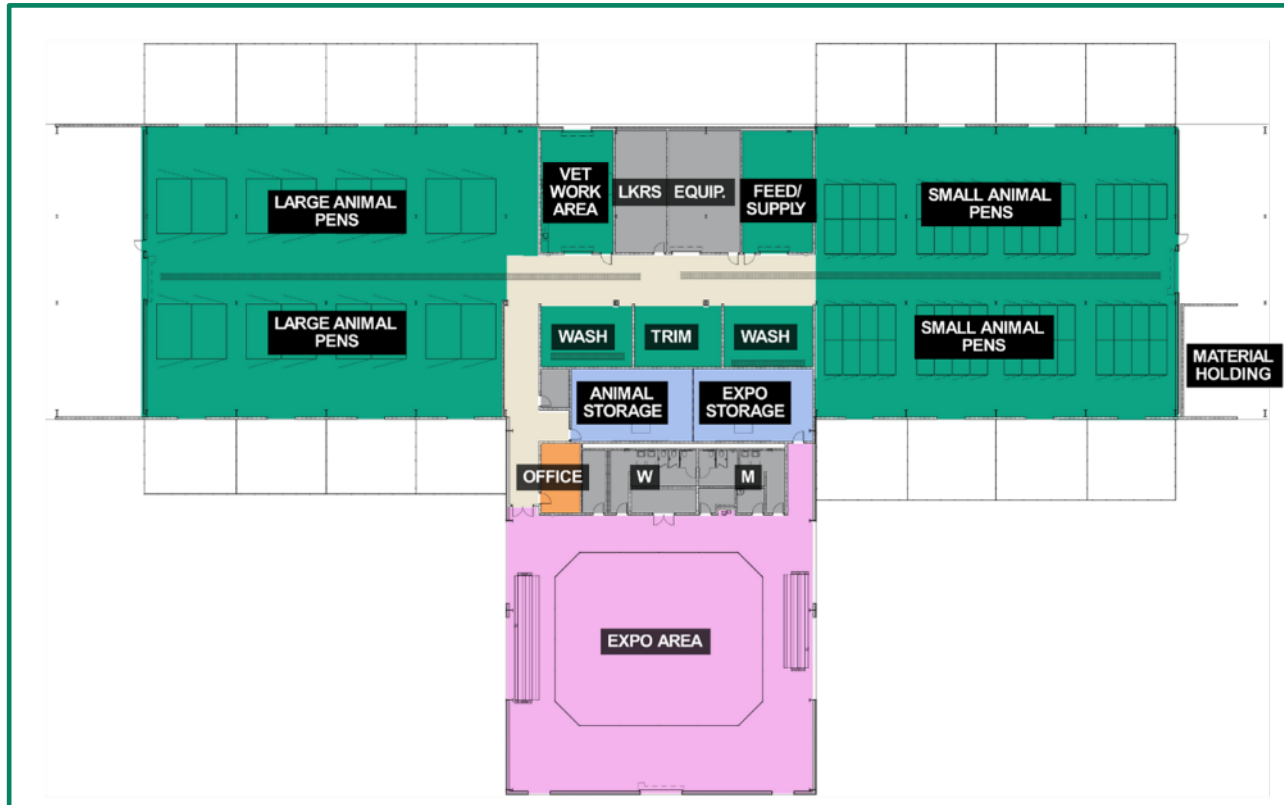 VET
WORK
AREA
LKRS
EQUIP.
FEED/
SUPPLY
LARGE ANIMAL
PENS
SMALL ANIMAL
PENS
LARGE ANIMAL
PENS
WASH
TRIM
WASH
SMALL ANIMAL
PENS
MATERIAL
HOLDING
ANIMAL
STORAGE
EXPO
STORAGE
OFFICE
W
M
EXPO AREA